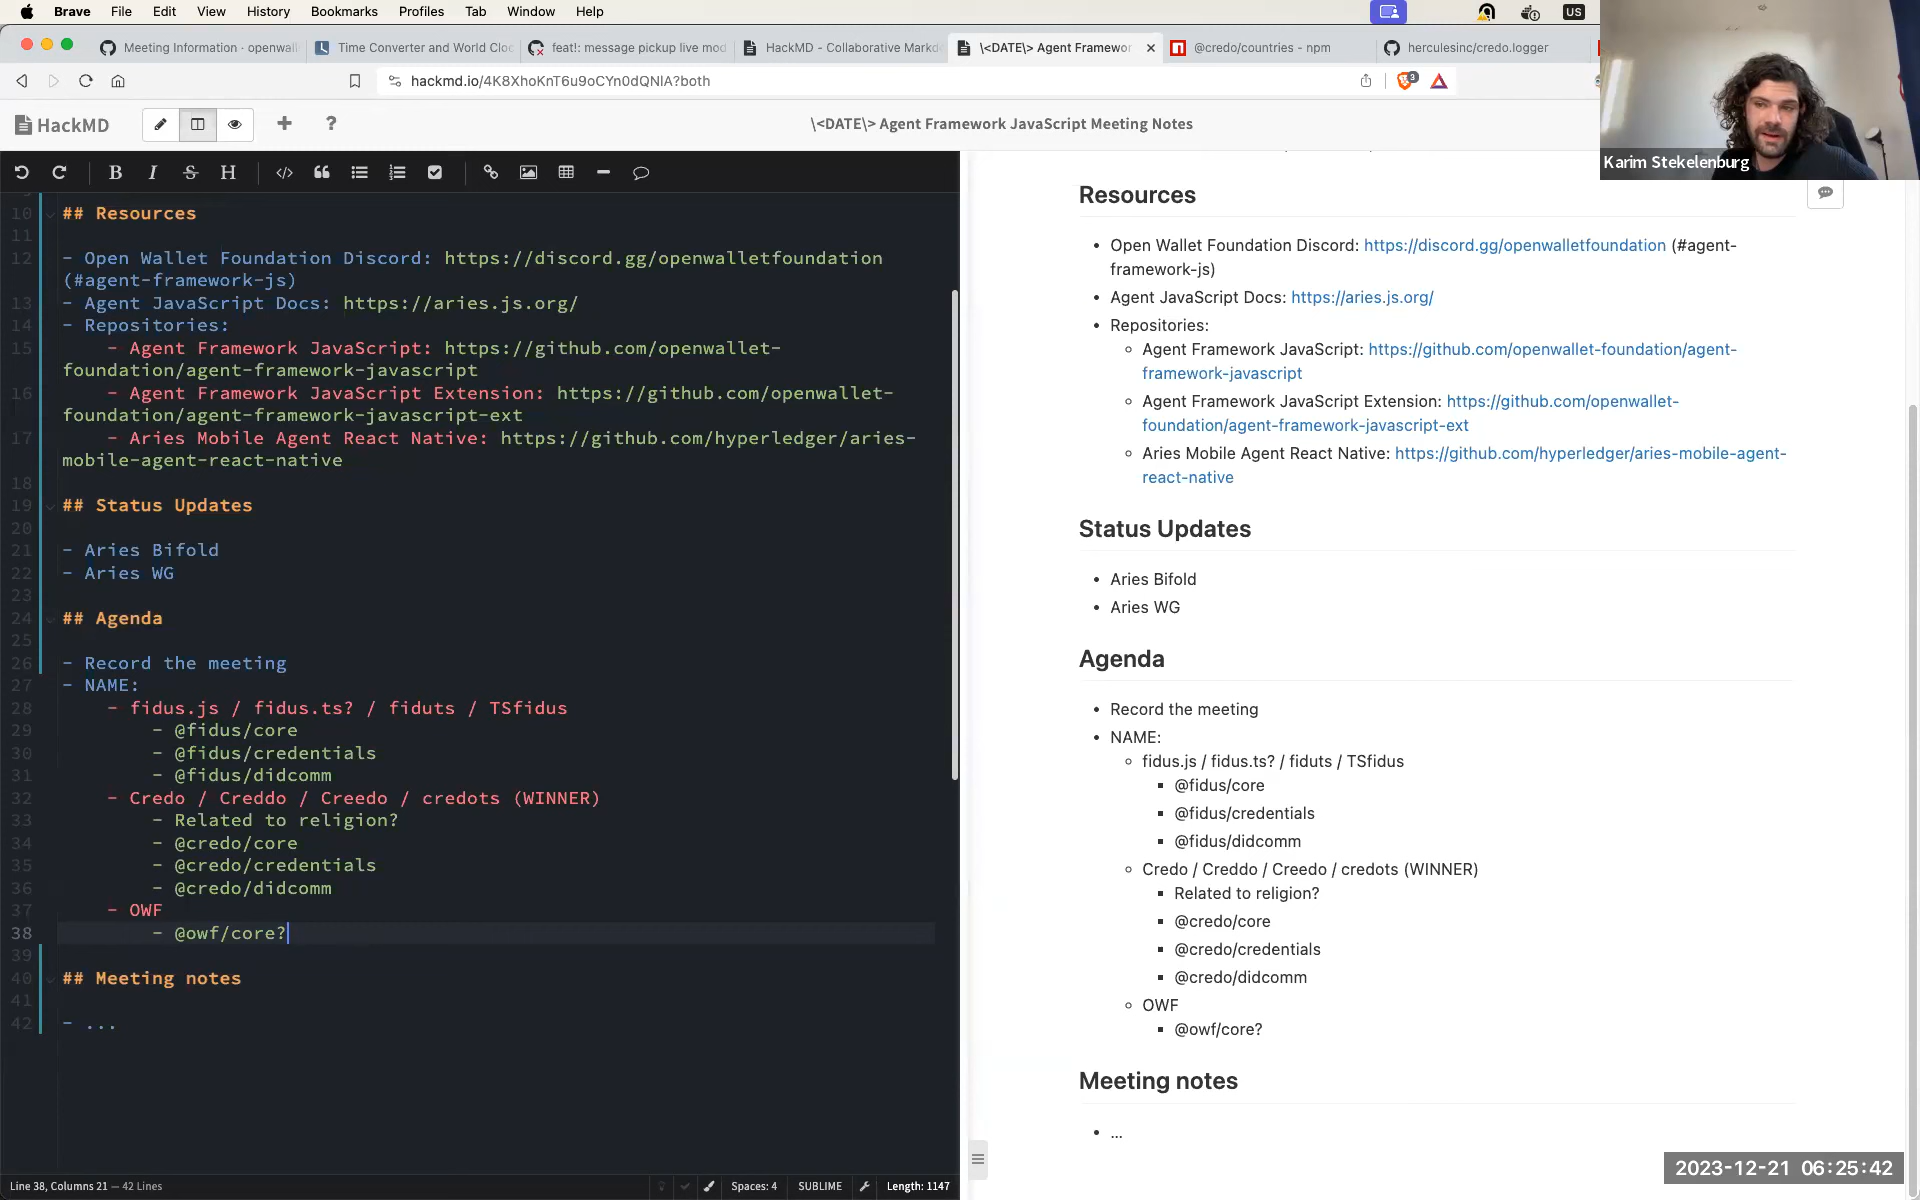 Brave File Edit View History Bookmarks Profiles Tab Window Help US
Meeting Information · openwall
Time Converter and World Cloc
feat!: message pickup live mod
HackMD - Collaborative Markd
\<DATE\> Agent Framewor
@credo/countries - npm
herculesinc/credo.logger
hackmd.io/4K8XhoKnT6u9oCYn0dQNlA?both
3
HackMD
\<DATE\> Agent Framework JavaScript Meeting Notes
Karim Stekelenburg
10 ## Resources
11
12 - Open Wallet Foundation Discord: https://discord.gg/openwalletfoundation
(#agent-framework-js)
13 - Agent JavaScript Docs: https://aries.js.org/
14 - Repositories:
15 - Agent Framework JavaScript: https://github.com/openwallet-
foundation/agent-framework-javascript
16 - Agent Framework JavaScript Extension: https://github.com/openwallet-
foundation/agent-framework-javascript-ext
17 - Aries Mobile Agent React Native: https://github.com/hyperledger/aries-
mobile-agent-react-native
18
19 ## Status Updates
20
21 - Aries Bifold
22 - Aries WG
23
24 ## Agenda
25
26 - Record the meeting
27 - NAME:
28 - fidus.js / fidus.ts? / fiduts / TSfidus
29 - @fidus/core
30 - @fidus/credentials
31 - @fidus/didcomm
32 - Credo / Creddo / Creedo / credots (WINNER)
33 - Related to religion?
34 - @credo/core
35 - @credo/credentials
36 - @credo/didcomm
37 - OWF
38 - @owf/core?
39
40 ## Meeting notes
41
42 - ...
Line 38, Columns 21 — 42 Lines
Spaces: 4 SUBLIME Length: 1147
Resources
• Open Wallet Foundation Discord: https://discord.gg/openwalletfoundation (#agent-
framework-js)
• Agent JavaScript Docs: https://aries.js.org/
• Repositories:
◦ Agent Framework JavaScript: https://github.com/openwallet-foundation/agent-
framework-javascript
◦ Agent Framework JavaScript Extension: https://github.com/openwallet-
foundation/agent-framework-javascript-ext
◦ Aries Mobile Agent React Native: https://github.com/hyperledger/aries-mobile-agent-
react-native
Status Updates
• Aries Bifold
• Aries WG
Agenda
• Record the meeting
• NAME:
◦ fidus.js / fidus.ts? / fiduts / TSfidus
▪ @fidus/core
▪ @fidus/credentials
▪ @fidus/didcomm
◦ Credo / Creddo / Creedo / credots (WINNER)
▪ Related to religion?
▪ @credo/core
▪ @credo/credentials
▪ @credo/didcomm
◦ OWF
▪ @owf/core?
Meeting notes
• ...
2023-12-21 06:25:42